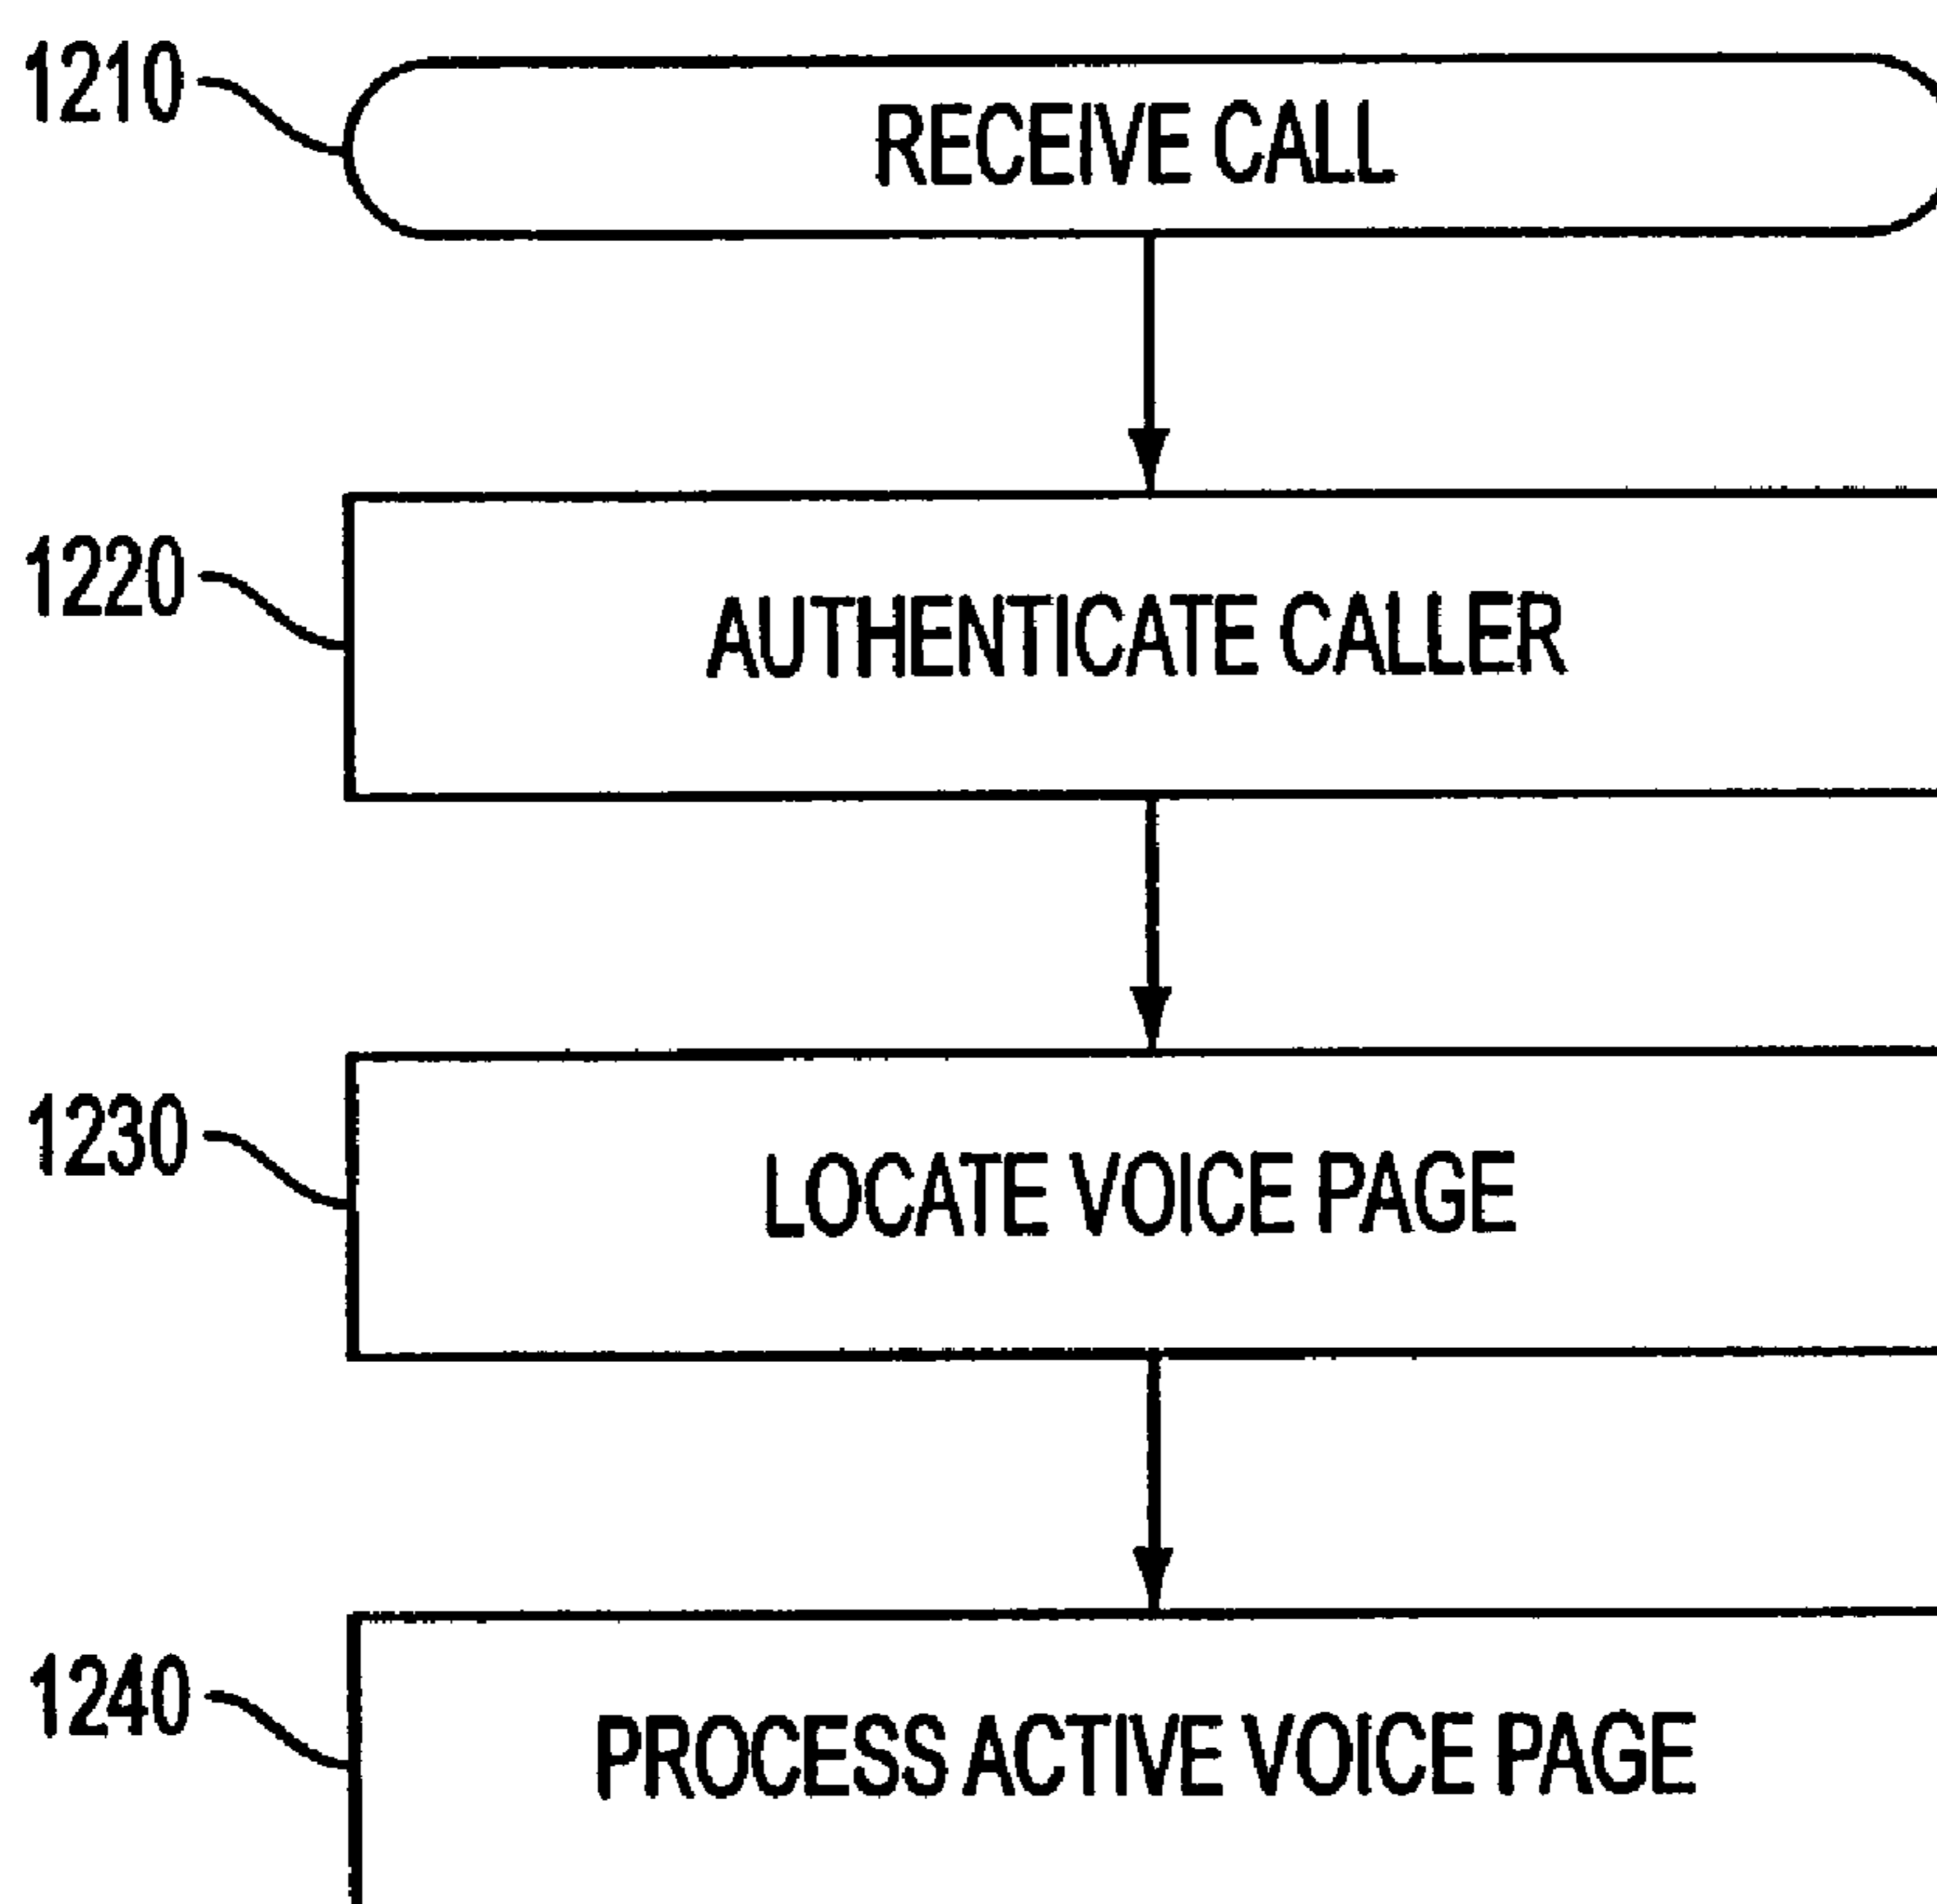 1210
RECEIVE CALL
1220
AUTHENTICATE CALLER
1230
LOCATE VOICE PAGE
1240
PROCESS ACTIVE VOICE PAGE